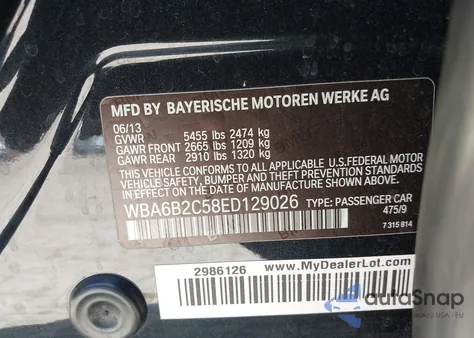 MFD BY BAYERISCHE MOTOREN WERKE AG
06/13
GVWR 5455 lbs 2474 kg
GAWR FRONT 2665 lbs 1209 kg
GAWR REAR 2910 lbs 1320 kg
THIS VEHICLE CONFORMS TO ALL APPLICABLE U.S.FEDERAL MOTOR
VEHICLE SAFETY, BUMPER, AND THEFT PREVENTION STANDARDS IN
EFFECT ON THE DATE OF MANUFACTURE SHOWN ABOVE.
WBA6B2C58ED129026 TYPE: PASSENGER CAR
475/9
7 315 814
2986126 www.MyDealerLot.com
autoSnap
USA - EU